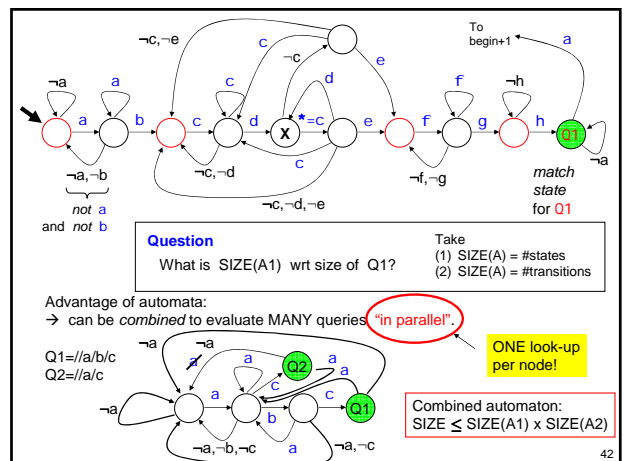 To
begin+1
¬c,¬e
a
c
¬c
e
¬a
a
c
d
f
¬h
a
b
c
d
X
*=c
e
f
g
h
Q1
¬a
¬a,¬b
¬c,¬d
c
¬f,¬g
match
state
for Q1
not a
and not b
¬c,¬d,¬e
Question
What is SIZE(A1) wrt size of Q1?
Take
(1) SIZE(A) = #states
(2) SIZE(A) = #transitions
Advantage of automata:
→ can be combined to evaluate MANY queries "in parallel".
Q1=//a/b/c
Q2=//a/c
ONE look-up
per node!
¬a
a
¬a
a
Q2
a
a
c
¬a
a
b
c
Q1
¬a,¬b,¬c
a
¬a,¬c
Combined automaton:
SIZE ≤ SIZE(A1) x SIZE(A2)
42